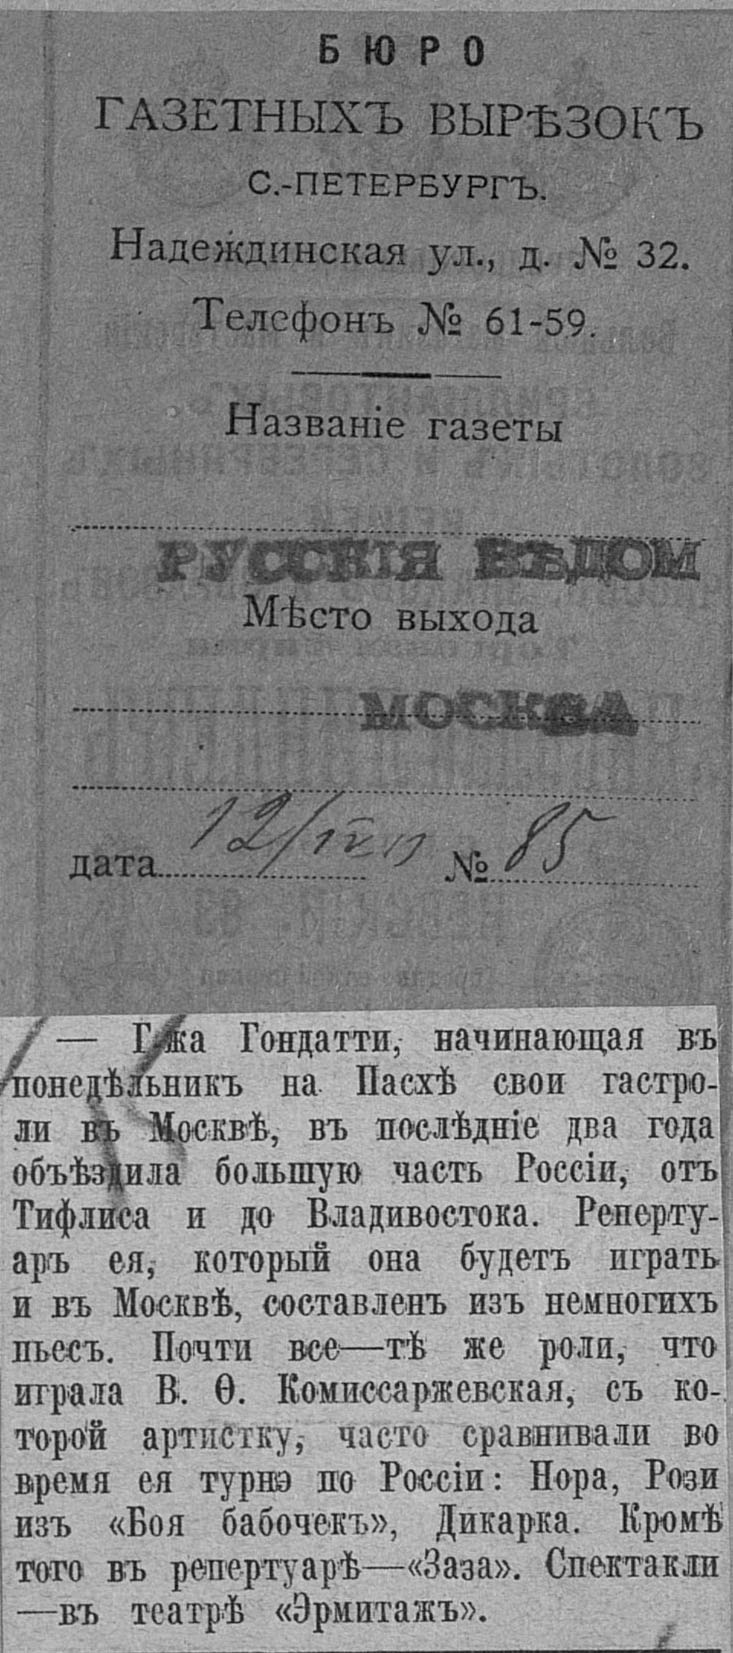 БЮРО
ГАЗЕТНЫХЪ ВЫРѢЗОКЪ
С.-ПЕТЕРБУРГЪ.
Надеждинская ул., д. № 32.
Телефонъ № 61-59.
Названіе газеты
РУССКІЯ ВѢДОМ
Мѣсто выхода
МОСКВА
дата 12/IV № 85
— Г-жа Гондатти, начинающая въ
понедѣльникъ на Пасхѣ свои гастро-
ли въ Москвѣ, въ послѣдніе два года
объѣздила большую часть Россіи, отъ
Тифлиса и до Владивостока. Реперту-
аръ ея, который она будетъ играть
и въ Москвѣ, составленъ изъ немногихъ
пьесъ. Почти все—тѣ же роли, что
играла В. Ѳ. Комиссаржевская, съ ко-
торой артистку, часто сравнивали во
время ея турнэ по Россіи: Нора, Рози
изъ «Боя бабочекъ», Дикарка. Кромѣ
того въ репертуарѣ—«Заза». Спектакли
—въ театрѣ «Эрмитажъ».